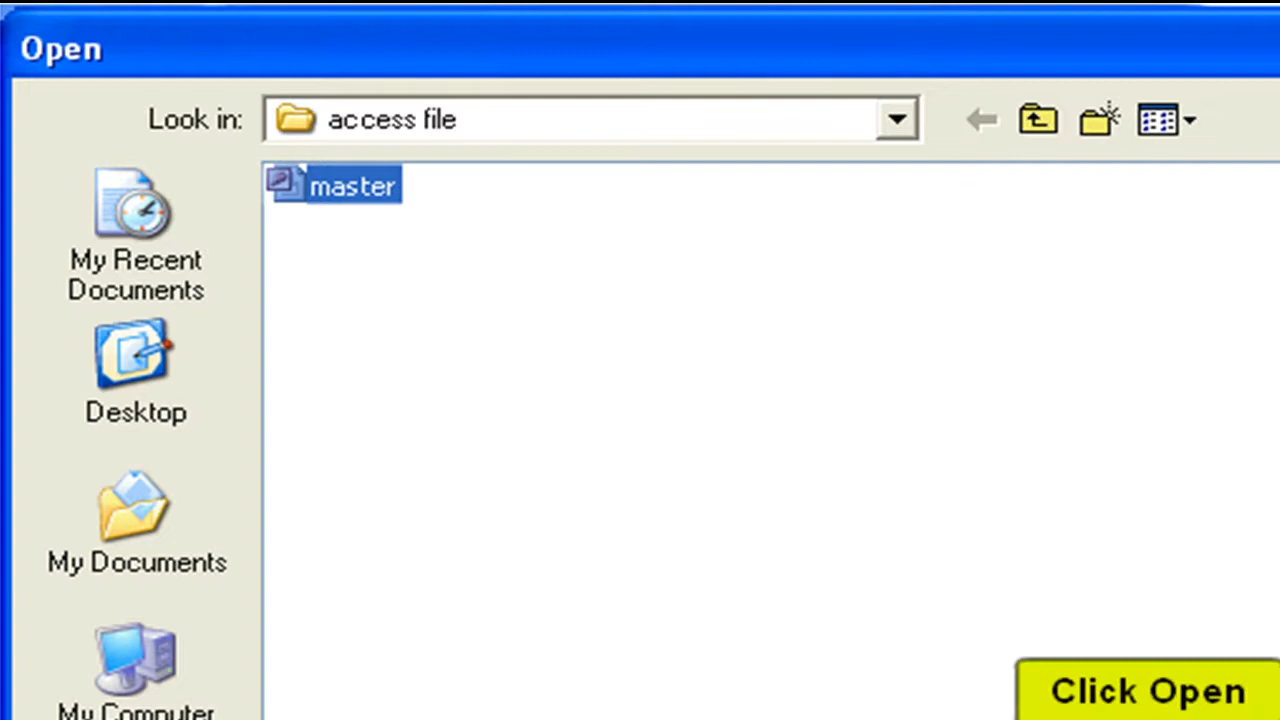 Open
Look in: access file
master
My Recent
Documents
Desktop
My Documents
My Computer
Click Open